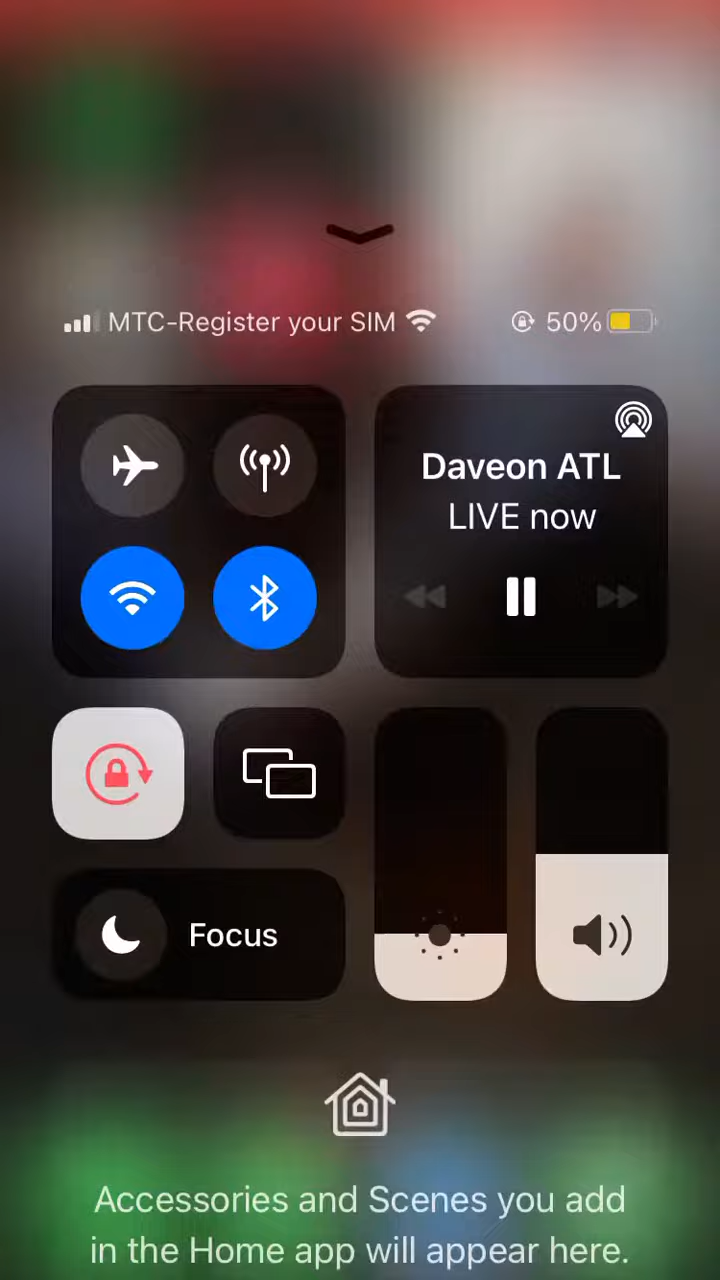 MTC-Register your SIM
50%
Daveon ATL
LIVE now
Focus
Accessories and Scenes you add
in the Home app will appear here.